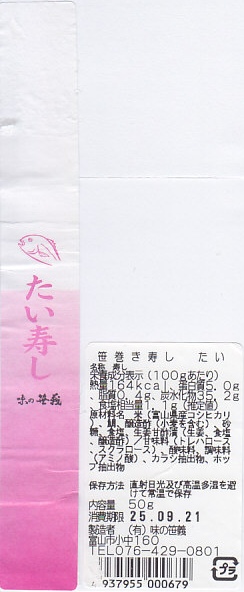 たい寿し
味の笹義
笹巻き寿し　たい
名称 寿し
栄養成分表示（100gあたり）
熱量164kcal、蛋白質5.0g
、脂質0.4g、炭水化物35.2g
、食塩相当量1.1g（推定値）
原材料名　米（富山県産コシヒカリ
）、鯛、醸造酢（小麦を含む）、砂
糖、食塩、生姜甘酢漬（生姜、食塩
、醸造酢）／甘味料（トレハロース
、スクラロース）、酸味料、調味料
（アミノ酸）、カラシ抽出物、ホッ
プ抽出物
保存方法　直射日光及び高温多湿を避
けて常温で保存
内容量　50g
消費期限　25.09.21
製造者　（有）味の笹義
富山市小中160
TEL076-429-0801
4 937955 000679
プラ